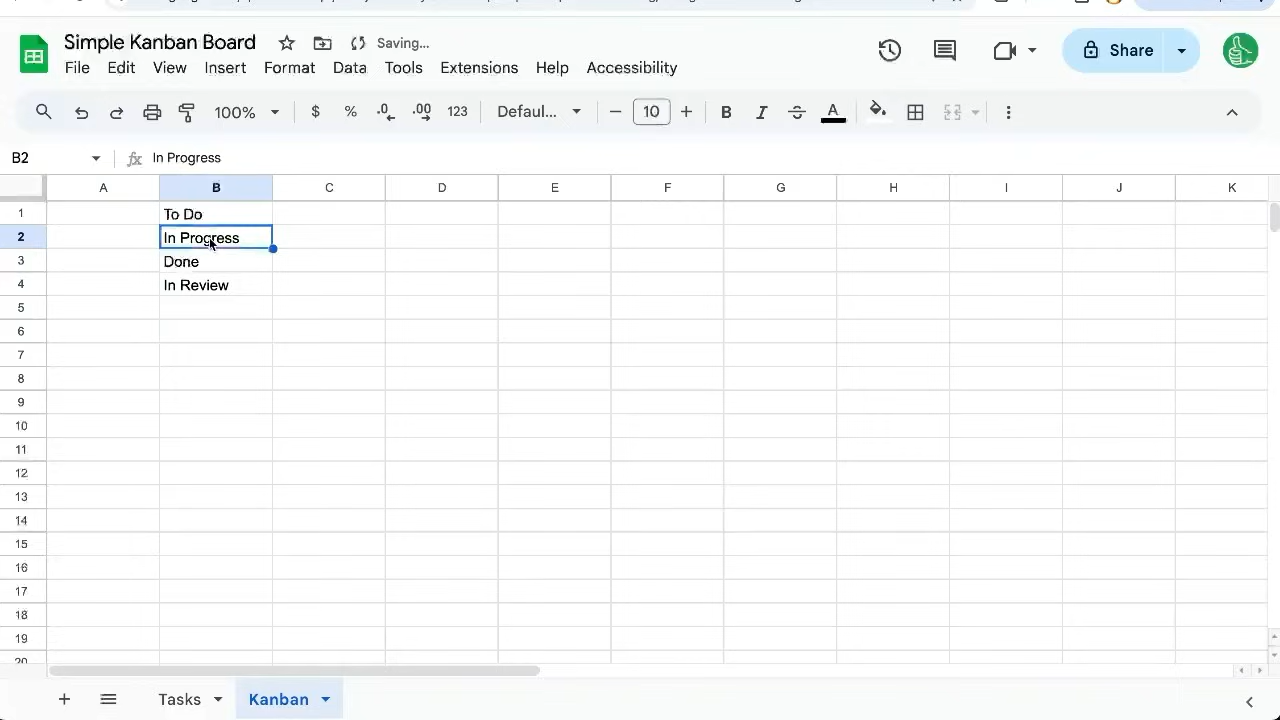 Simple Kanban Board
Saving...
Share
File Edit View Insert Format Data Tools Extensions Help Accessibility
100% $ % .0 .00 123 Defaul... 10 B I A
B2 In Progress
A B C D E F G H I J K
1 To Do
2 In Progress
3 Done
4 In Review
5
6
7
8
9
10
11
12
13
14
15
16
17
18
19
20
Tasks Kanban